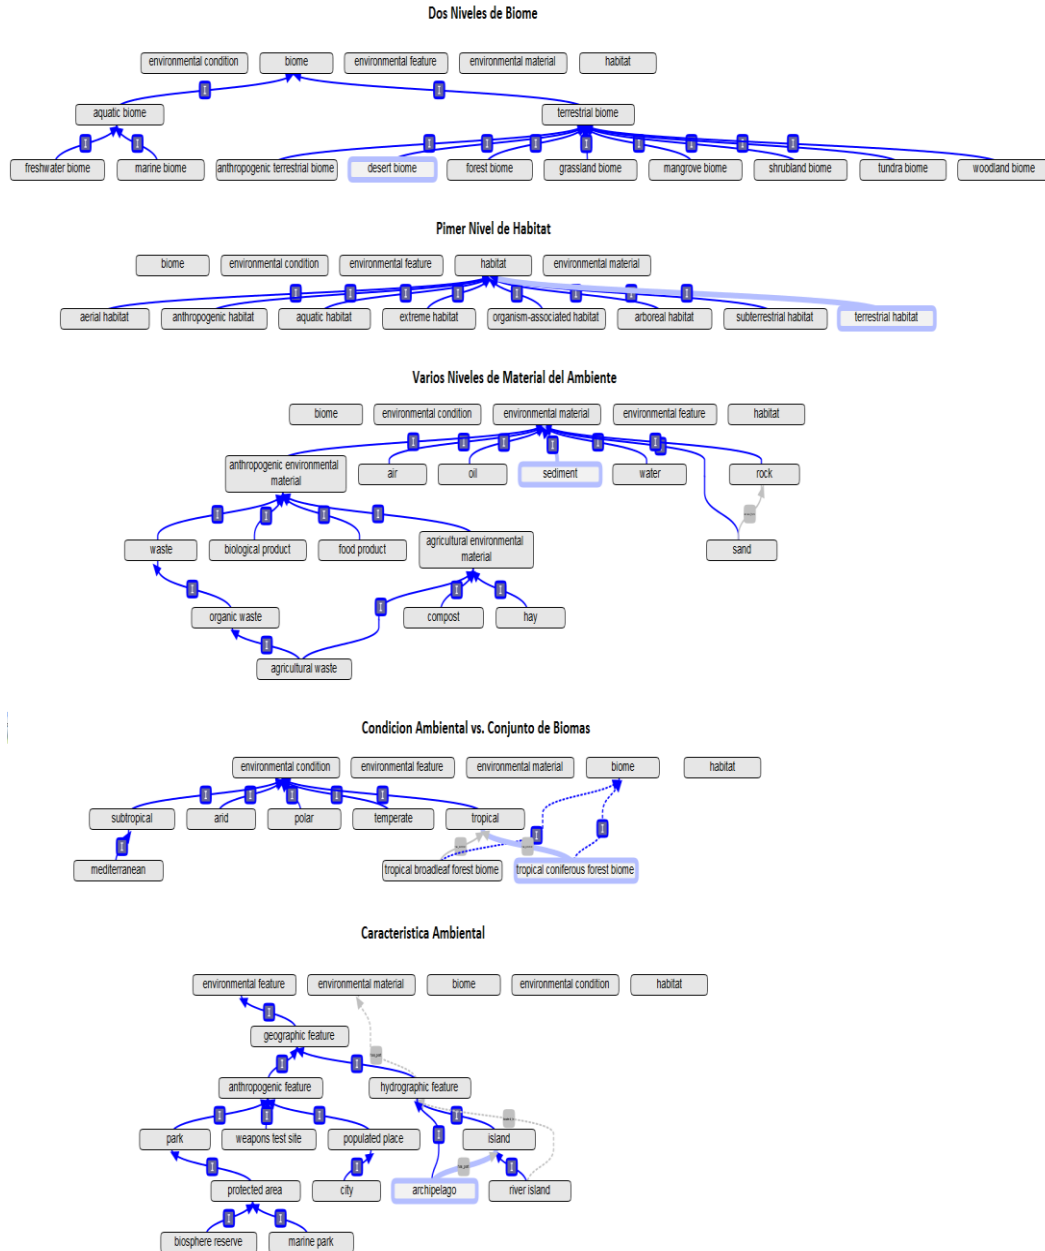 Dos Niveles de Biome
environmental condition biome environmental feature environmental material habitat
I I
aquatic biome terrestrial biome
I I I I I I I I I
freshwater biome marine biome anthropogenic terrestrial biome desert biome forest biome grassland biome mangrove biome shrubland biome tundra biome woodland biome
Pimer Nivel de Habitat
biome environmental condition environmental feature habitat environmental material
I I I I I I I I
aerial habitat anthropogenic habitat aquatic habitat extreme habitat organism-associated habitat arboreal habitat subterrestrial habitat terrestrial habitat
Varios Niveles de Material del Ambiente
biome environmental condition environmental material environmental feature habitat
I I I I I I I
anthropogenic environmental
material
air oil sediment water rock
I I I I
waste biological product food product
agricultural environmental
material
sand
I I I I
organic waste compost hay
I
agricultural waste
Condicion Ambiental vs. Conjunto de Biomas
environmental condition environmental feature environmental material biome habitat
I I I I I
subtropical arid polar temperate tropical
I I I
mediterranean tropical broadleaf forest biome tropical coniferous forest biome
Caracteristica Ambiental
environmental feature environmental material biome environmental condition habitat
I
geographic feature
I I
anthropogenic feature hydrographic feature
I I I I I
park weapons test site populated place island
I I I
protected area city archipelago river island
I I
biosphere reserve marine park